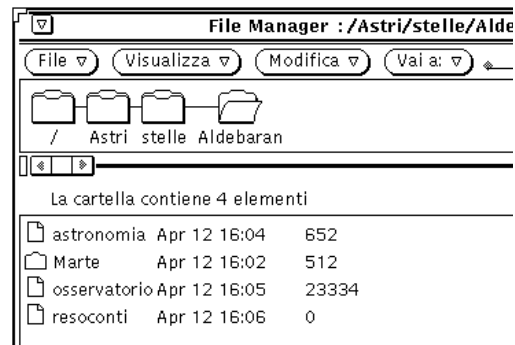 File Manager : /Astri/stelle/Alde
File Visualizza Modifica Vai a:
/ Astri stelle Aldebaran
La cartella contiene 4 elementi
astronomia Apr 12 16:04 652
Marte Apr 12 16:02 512
osservatorio Apr 12 16:05 23334
resoconti Apr 12 16:06 0